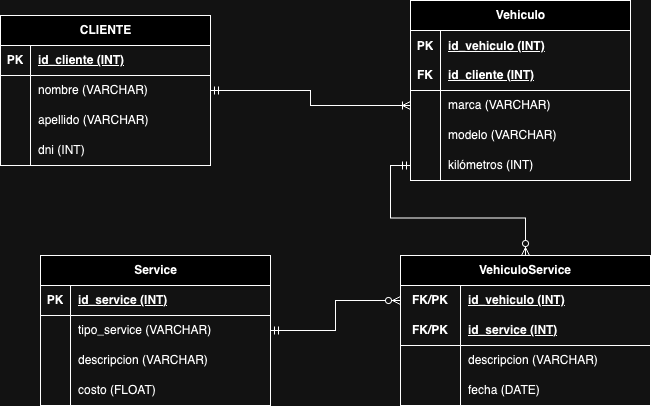 CLIENTE
PK id_cliente (INT)
nombre (VARCHAR)
apellido (VARCHAR)
dni (INT)
Vehiculo
PK id_vehiculo (INT)
FK id_cliente (INT)
marca (VARCHAR)
modelo (VARCHAR)
kilómetros (INT)
Service
PK id_service (INT)
tipo_service (VARCHAR)
descripcion (VARCHAR)
costo (FLOAT)
VehiculoService
FK/PK id_vehiculo (INT)
FK/PK id_service (INT)
descripcion (VARCHAR)
fecha (DATE)